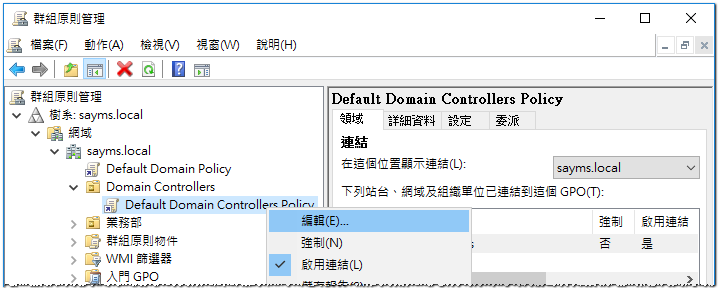 群組原則管理
檔案(F) 動作(A) 檢視(V) 視窗(W) 說明(H)
群組原則管理
樹系: sayms.local
網域
sayms.local
Default Domain Policy
Domain Controllers
Default Domain Controllers Policy
業務部
群組原則物件
WMI 篩選器
入門 GPO
編輯(E)...
強制(N)
啟用連結(L)
Default Domain Controllers Policy
領域 詳細資料 設定 委派
連結
在這個位置顯示連結(L): sayms.local
下列站台、網域及組織單位已連結到這個 GPO(T):
強制 啟用連結
否 是